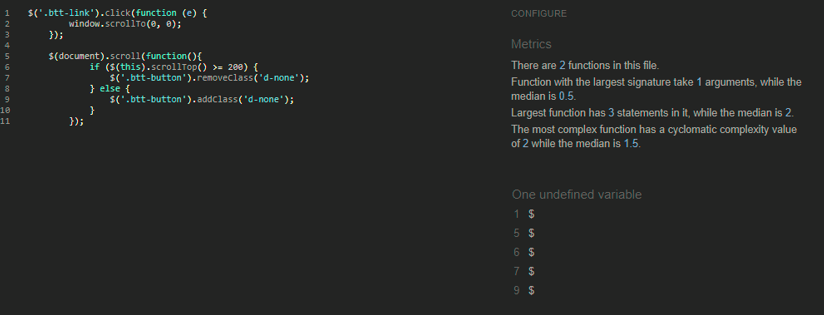 1 $('.btt-link').click(function (e) {
2 window.scrollTo(0, 0);
3 });
4
5 $(document).scroll(function(){
6 if ($(this).scrollTop() >= 200) {
7 $('.btt-button').removeClass('d-none');
8 } else {
9 $('.btt-button').addClass('d-none');
10 }
11 });
CONFIGURE
Metrics
There are 2 functions in this file.
Function with the largest signature take 1 arguments, while the
median is 0.5.
Largest function has 3 statements in it, while the median is 2.
The most complex function has a cyclomatic complexity value
of 2 while the median is 1.5.
One undefined variable
1 $
5 $
6 $
7 $
9 $